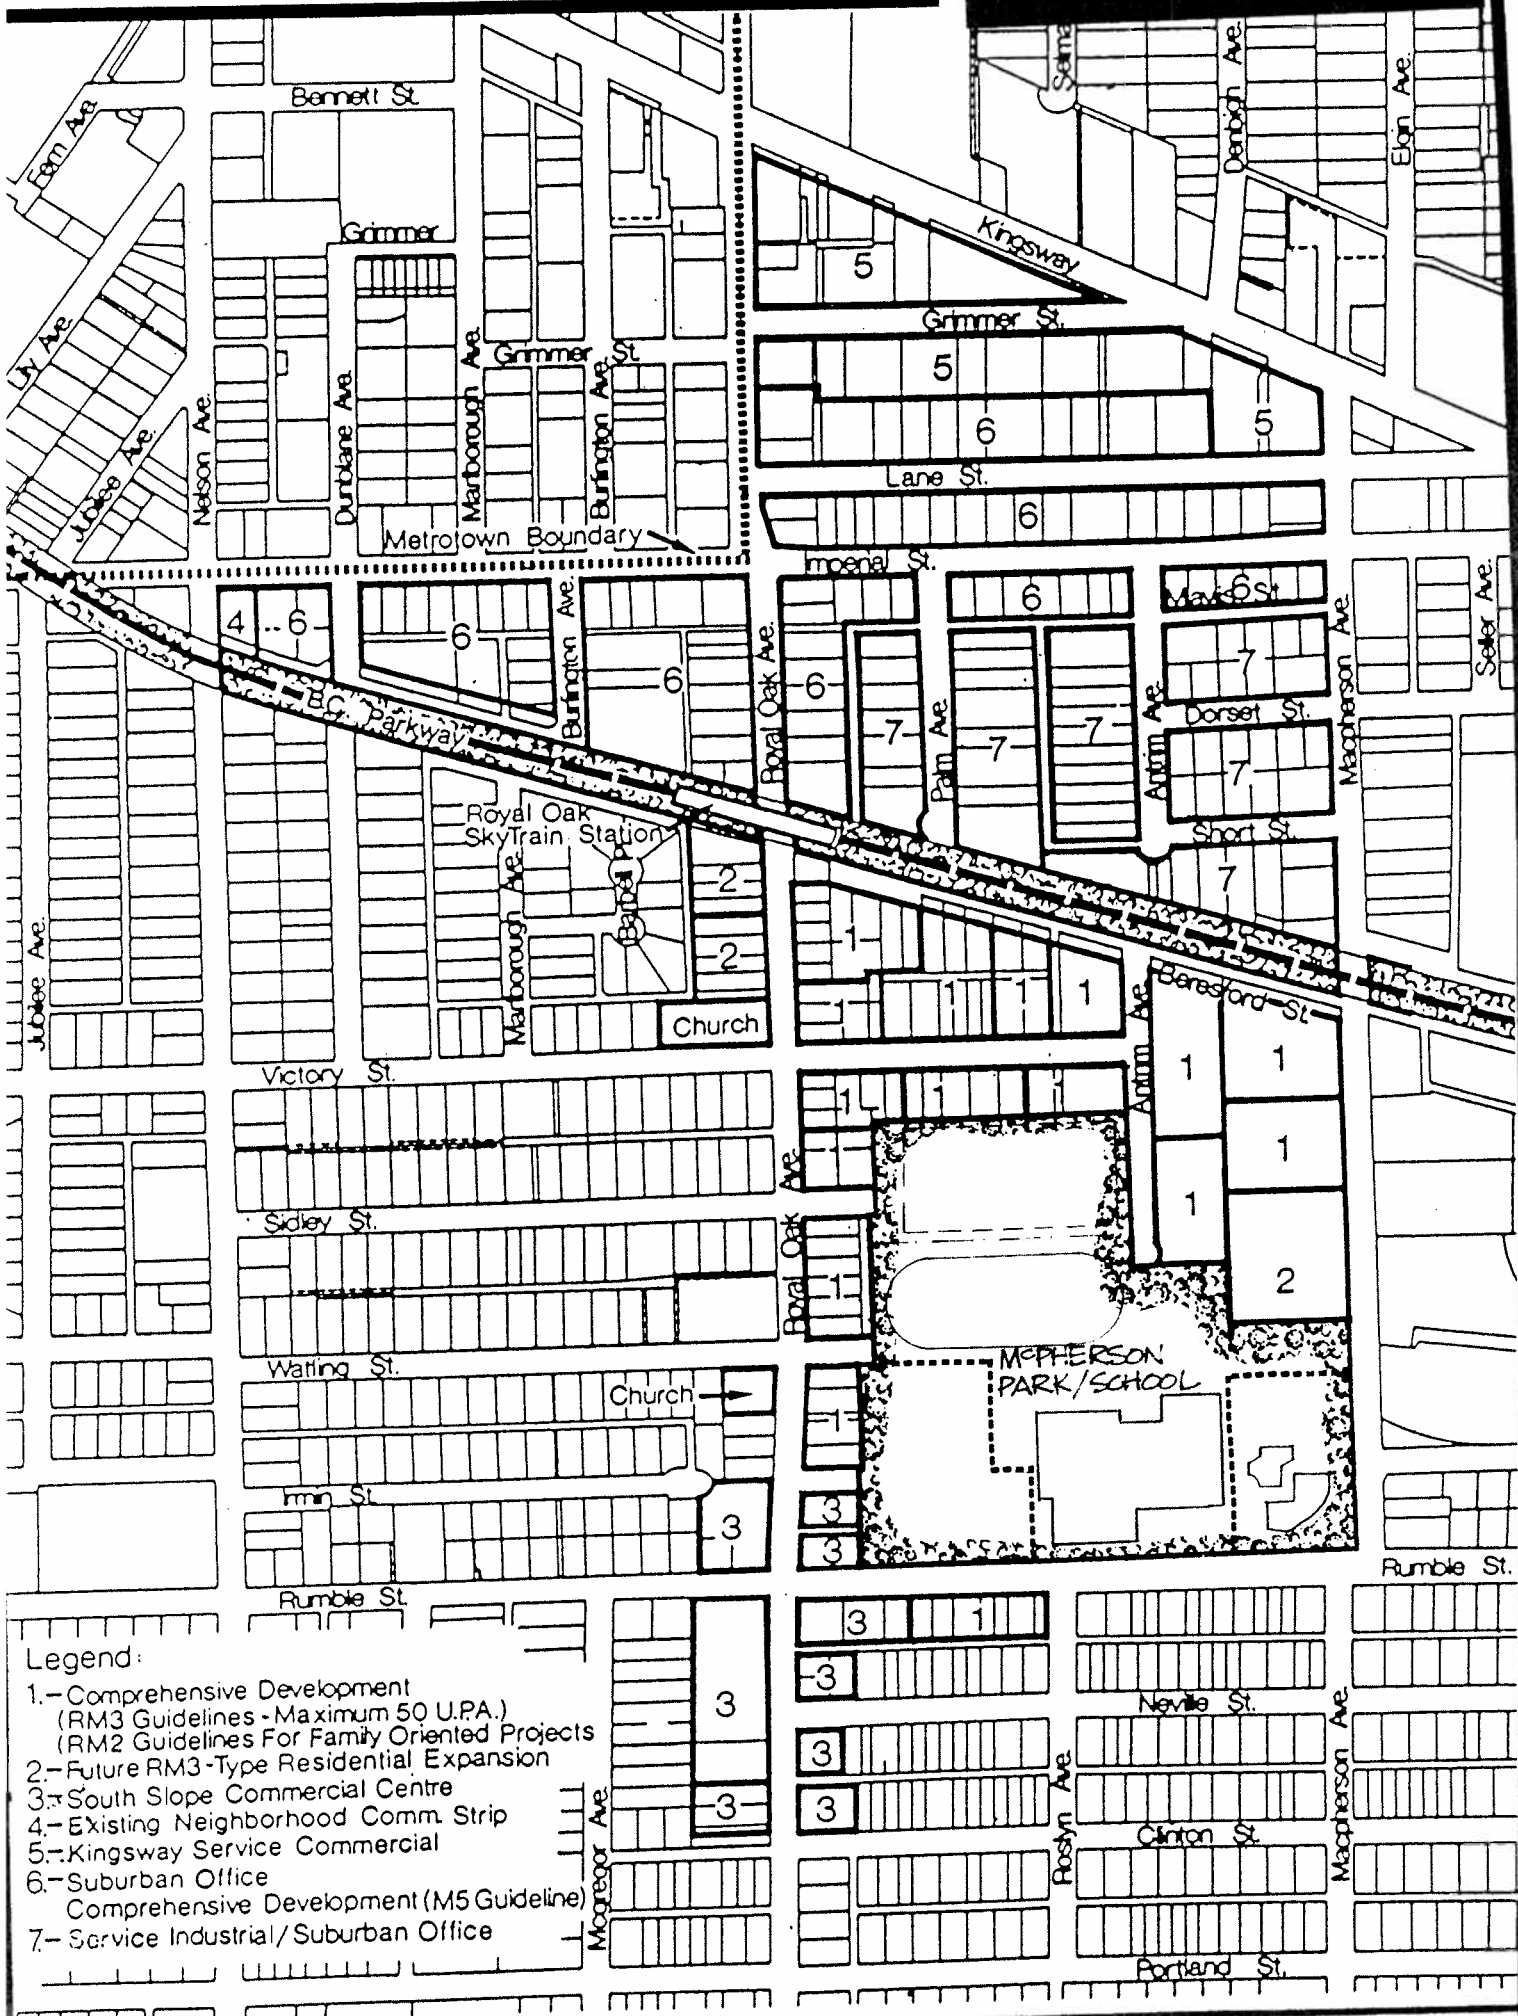 Selma
Denbigh Ave.
Elgin Ave.
Bennett St.
Fern Ave.
Grimmer
Kingsway
5
Grimmer St.
Lily Ave.
Nelson Ave.
Jubilee Ave.
Dunblane Ave.
Marlborough Ave.
Grimmer St.
Burlington Ave.
5
6
5
Lane St.
6
Metrotown Boundary
Imperial St.
4
6
6
Burlington Ave.
6
Royal Oak Ave.
6
6
6
Mavis St.
Macpherson Ave.
Seller Ave.
7
Palm Ave.
7
7
Antrim Ave.
7
Dorset St.
7
Short St.
7
B.C. Parkway
Royal Oak
SkyTrain Station
Marlborough Ave.
Barbell Pl.
2
2
1
1
1
1
1
Church
Jubilee Ave.
Beresford St.
Antrim Ave.
Victory St.
1
1
1
1
1
1
1
Sidley St.
Royal Oak Ave.
1
2
Watling St.
Church
1
McPHERSON
PARK/SCHOOL
Irmin St.
3
3
3
Rumble St.
Rumble St.
3
1
3
3
3
3
3
Neville St.
Macpherson Ave.
Roslyn Ave.
Clinton St.
Portland St.
Mcgregor Ave.
Legend:
1.- Comprehensive Development
(RM3 Guidelines - Maximum 50 U.P.A.)
(RM2 Guidelines For Family Oriented Projects
2.- Future RM3-Type Residential Expansion
3.- South Slope Commercial Centre
4.- Existing Neighborhood Comm. Strip
5.- Kingsway Service Commercial
6.- Suburban Office
Comprehensive Development (M5 Guideline)
7.- Service Industrial/Suburban Office